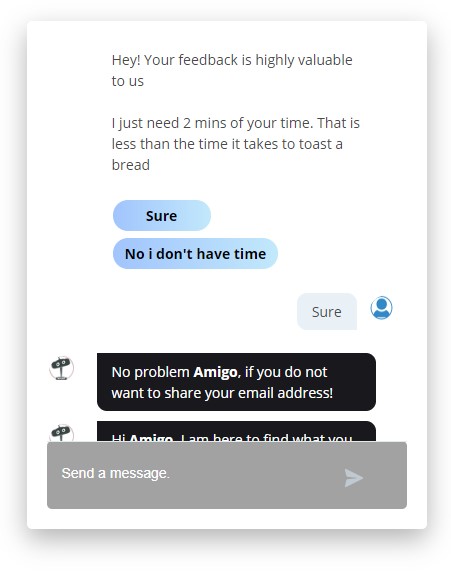 Hey! Your feedback is highly valuable
to us
I just need 2 mins of your time. That is
less than the time it takes to toast a
bread
Sure
No i don't have time
Sure
No problem Amigo, if you do not
want to share your email address!
Hi Amigo, I am here to find what you
Send a message.